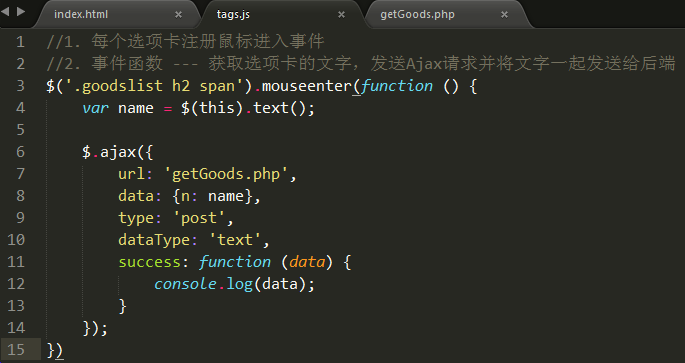 index.html × tags.js × getGoods.php ×
1 //1. 每个选项卡注册鼠标进入事件
2 //2. 事件函数 --- 获取选项卡的文字，发送Ajax请求并将文字一起发送给后端
3 $('.goodslist h2 span').mouseenter(function () {
4     var name = $(this).text();
5
6     $.ajax({
7         url: 'getGoods.php',
8         data: {n: name},
9         type: 'post',
10         dataType: 'text',
11         success: function (data) {
12             console.log(data);
13         }
14     });
15 })